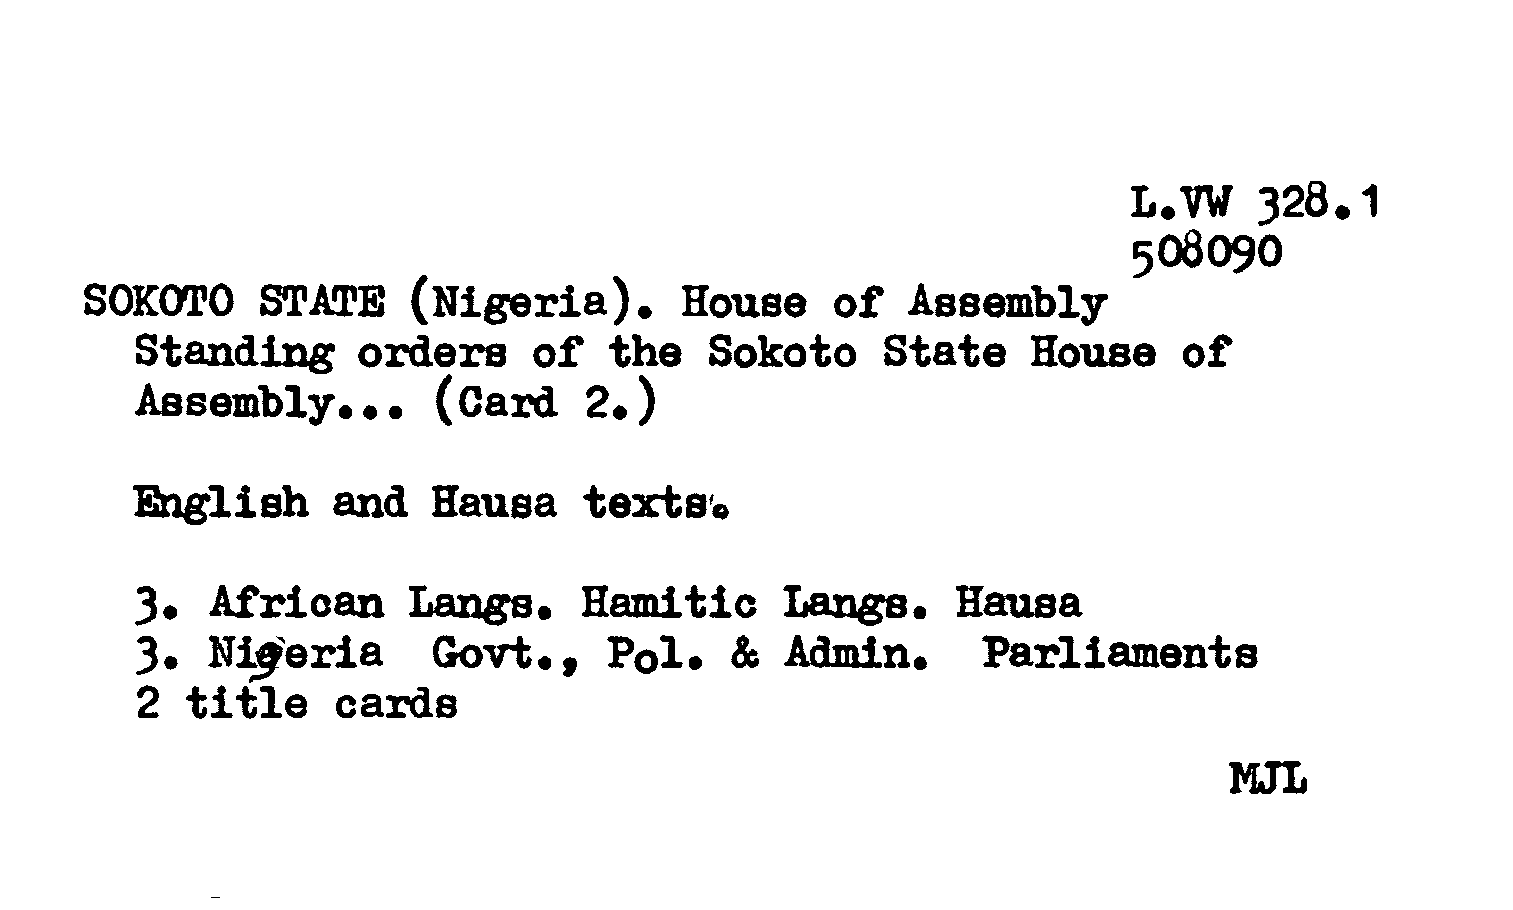 L.VW 328.1
508090
SOKOTO STATE (Nigeria). House of Assembly
Standing orders of the Sokoto State House of
Assembly... (Card 2.)
English and Hausa texts.
3. African Langs. Hamitic Langs. Hausa
3. Nigeria Govt., Pol. & Admin. Parliaments
2 title cards
MJL